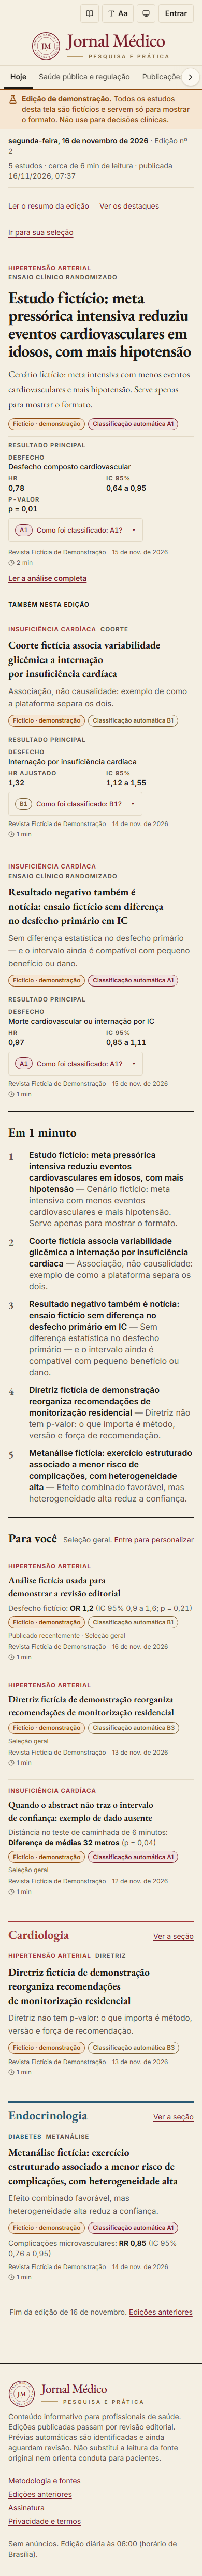 Aa
Entrar
JM
Jornal Médico
PESQUISA E PRÁTICA
Hoje Saúde pública e regulação Publicações
Edição de demonstração. Todos os estudos
desta tela são fictícios e servem só para mostrar
o formato. Não use para decisões clínicas.
segunda-feira, 16 de novembro de 2026 · Edição nº
2
5 estudos · cerca de 6 min de leitura · publicada
16/11/2026, 07:37
Ler o resumo da edição Ver os destaques
Ir para sua seleção
HIPERTENSÃO ARTERIAL
ENSAIO CLÍNICO RANDOMIZADO
Estudo fictício: meta
pressórica intensiva reduziu
eventos cardiovasculares em
idosos, com mais hipotensão
Cenário fictício: meta intensiva com menos eventos
cardiovasculares e mais hipotensão. Serve apenas
para mostrar o formato.
Fictício · demonstração Classificação automática A1
RESULTADO PRINCIPAL
DESFECHO
Desfecho composto cardiovascular
HR IC 95%
0,78 0,64 a 0,95
P-VALOR
p = 0,01
A1 Como foi classificado: A1?
Revista Fictícia de Demonstração 15 de nov. de 2026
2 min
Ler a análise completa
TAMBÉM NESTA EDIÇÃO
INSUFICIÊNCIA CARDÍACA COORTE
Coorte fictícia associa variabilidade
glicêmica a internação
por insuficiência cardíaca
Associação, não causalidade: exemplo de como
a plataforma separa os dois.
Fictício · demonstração Classificação automática B1
RESULTADO PRINCIPAL
DESFECHO
Internação por insuficiência cardíaca
HR AJUSTADO IC 95%
1,32 1,12 a 1,55
B1 Como foi classificado: B1?
Revista Fictícia de Demonstração 14 de nov. de 2026
1 min
INSUFICIÊNCIA CARDÍACA
ENSAIO CLÍNICO RANDOMIZADO
Resultado negativo também é
notícia: ensaio fictício sem diferença
no desfecho primário em IC
Sem diferença estatística no desfecho primário
— e o intervalo ainda é compatível com pequeno
benefício ou dano.
Fictício · demonstração Classificação automática A1
RESULTADO PRINCIPAL
DESFECHO
Morte cardiovascular ou internação por IC
HR IC 95%
0,97 0,85 a 1,11
A1 Como foi classificado: A1?
Revista Fictícia de Demonstração 15 de nov. de 2026
1 min
Em 1 minuto
1 Estudo fictício: meta pressórica
intensiva reduziu eventos
cardiovasculares em idosos, com mais
hipotensão — Cenário fictício: meta
intensiva com menos eventos
cardiovasculares e mais hipotensão.
Serve apenas para mostrar o formato.
2 Coorte fictícia associa variabilidade
glicêmica a internação por insuficiência
cardíaca — Associação, não causalidade:
exemplo de como a plataforma separa os
dois.
3 Resultado negativo também é notícia:
ensaio fictício sem diferença no
desfecho primário em IC — Sem
diferença estatística no desfecho
primário — e o intervalo ainda é
compatível com pequeno benefício ou
dano.
4 Diretriz fictícia de demonstração
reorganiza recomendações de
monitorização residencial — Diretriz não
tem p-valor: o que importa é método,
versão e força de recomendação.
5 Metanálise fictícia: exercício estruturado
associado a menor risco de
complicações, com heterogeneidade
alta — Efeito combinado favorável, mas
heterogeneidade alta reduz a confiança.
Para você Seleção geral. Entre para personalizar
HIPERTENSÃO ARTERIAL
Análise fictícia usada para
demonstrar a revisão editorial
Desfecho fictício: OR 1,2 (IC 95% 0,9 a 1,6; p = 0,21)
Fictício · demonstração Classificação automática B1
Publicado recentemente · Seleção geral
Revista Fictícia de Demonstração 16 de nov. de 2026
1 min
HIPERTENSÃO ARTERIAL
Diretriz fictícia de demonstração reorganiza
recomendações de monitorização residencial
Fictício · demonstração Classificação automática B3
Seleção geral
Revista Fictícia de Demonstração 13 de nov. de 2026
1 min
INSUFICIÊNCIA CARDÍACA
Quando o abstract não traz o intervalo
de confiança: exemplo de dado ausente
Distância no teste de caminhada de 6 minutos:
Diferença de médias 32 metros (p = 0,04)
Fictício · demonstração Classificação automática A1
Seleção geral
Revista Fictícia de Demonstração 12 de nov. de 2026
1 min
Cardiologia Ver a seção
HIPERTENSÃO ARTERIAL DIRETRIZ
Diretriz fictícia de demonstração
reorganiza recomendações
de monitorização residencial
Diretriz não tem p-valor: o que importa é método,
versão e força de recomendação.
Fictício · demonstração Classificação automática B3
Revista Fictícia de Demonstração 13 de nov. de 2026
1 min
Endocrinologia Ver a seção
DIABETES METANÁLISE
Metanálise fictícia: exercício
estruturado associado a menor risco de
complicações, com heterogeneidade alta
Efeito combinado favorável, mas
heterogeneidade alta reduz a confiança.
Fictício · demonstração Classificação automática A1
Complicações microvasculares: RR 0,85 (IC 95%
0,76 a 0,95)
Revista Fictícia de Demonstração 14 de nov. de 2026
1 min
Fim da edição de 16 de novembro. Edições anteriores
JM
Jornal Médico
PESQUISA E PRÁTICA
Conteúdo informativo para profissionais de saúde.
Edições publicadas passam por revisão editorial.
Prévias automáticas são identificadas e ainda
aguardam revisão. Não substitui a leitura da fonte
original nem orienta conduta para pacientes.
Metodologia e fontes
Edições anteriores
Assinatura
Privacidade e termos
Sem anúncios. Edição diária às 06:00 (horário de
Brasília).